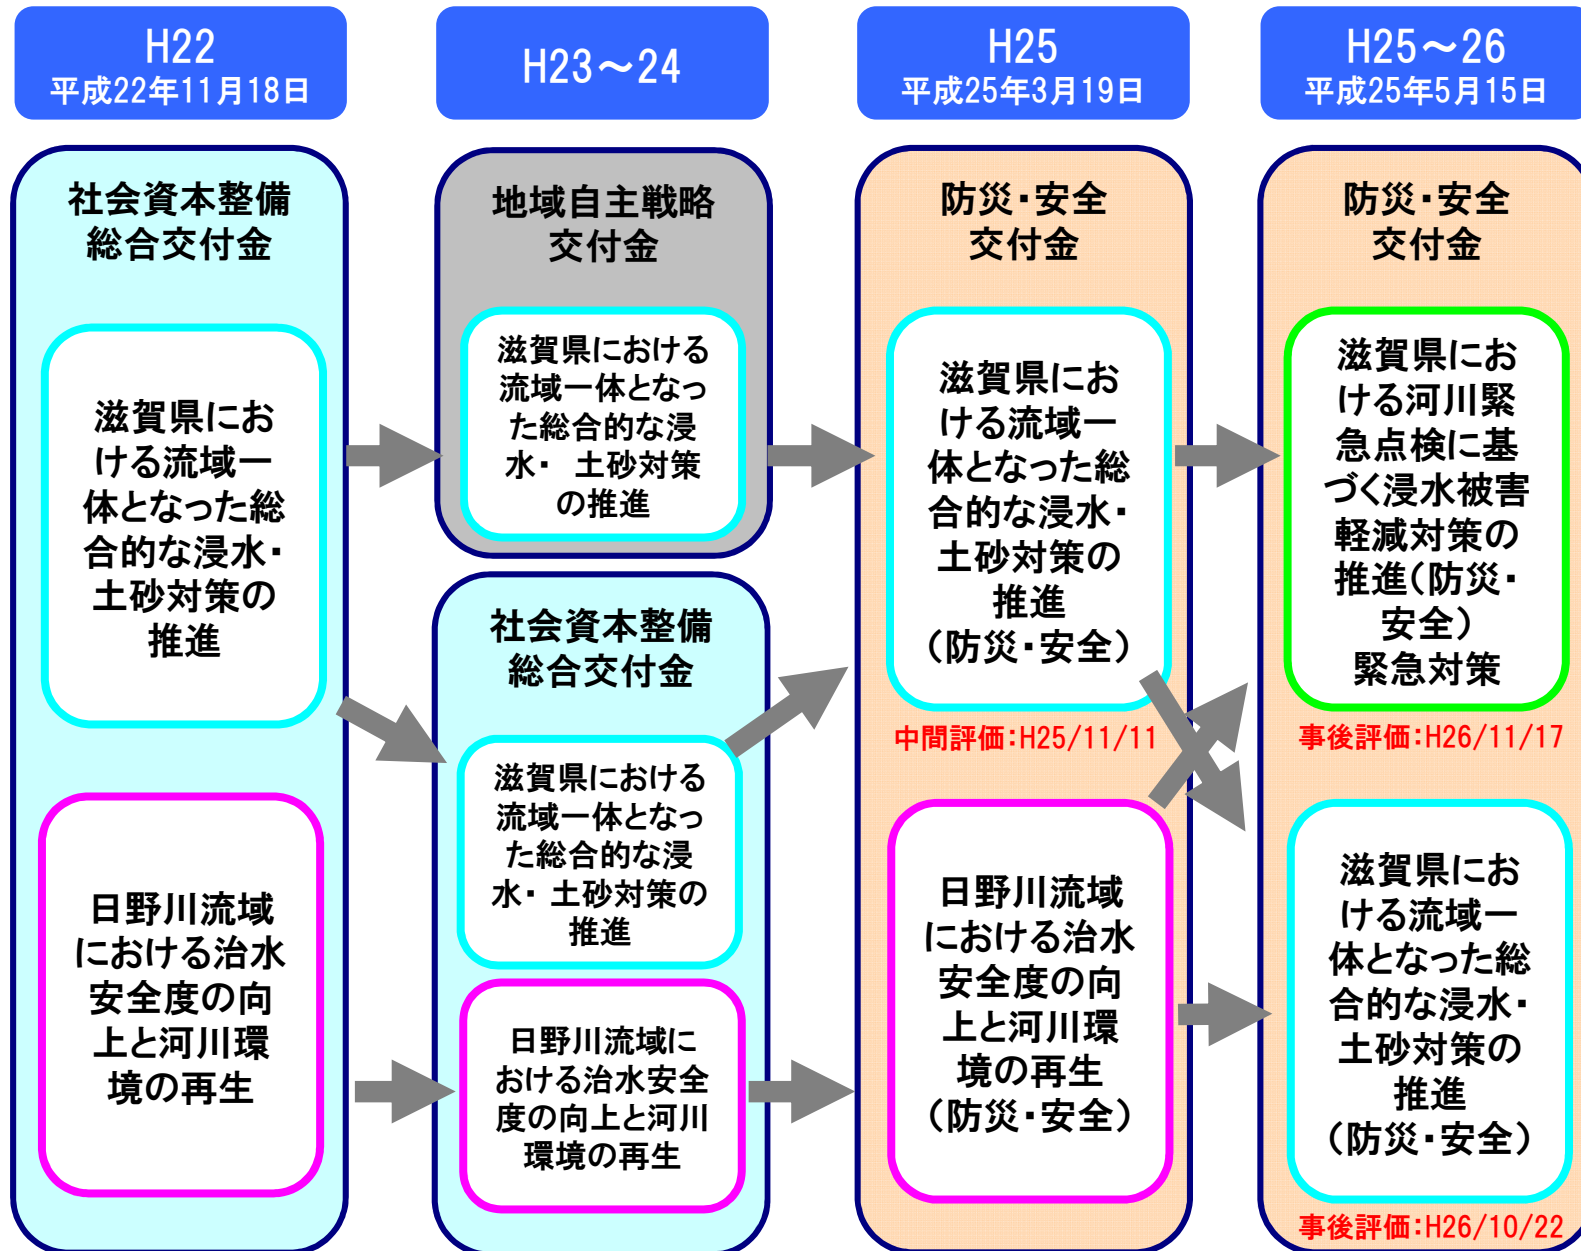 H22
平成22年11月18日
社会資本整備
総合交付金
滋賀県にお
ける流域一
体となった総
合的な浸水・
土砂対策の
推進
日野川流域
における治水
安全度の向
上と河川環
境の再生
H23～24
地域自主戦略
交付金
滋賀県における
流域一体となっ
た総合的な浸
水・ 土砂対策
の推進
社会資本整備
総合交付金
滋賀県における
流域一体となっ
た総合的な浸
水・ 土砂対策の
推進
日野川流域に
おける治水安全
度の向上と河川
環境の再生
H25
平成25年3月19日
防災・安全
交付金
滋賀県にお
ける流域一
体となった総
合的な浸水・
土砂対策の
推進
（防災・安全）
中間評価：H25/11/11
日野川流域
における治水
安全度の向
上と河川環
境の再生
（防災・安全）
H25～26
平成25年5月15日
防災・安全
交付金
滋賀県にお
ける河川緊
急点検に基
づく浸水被害
軽減対策の
推進（防災・
安全）
緊急対策
事後評価：H26/11/17
滋賀県にお
ける流域一
体となった総
合的な浸水・
土砂対策の
推進
（防災・安全）
事後評価：H26/10/22